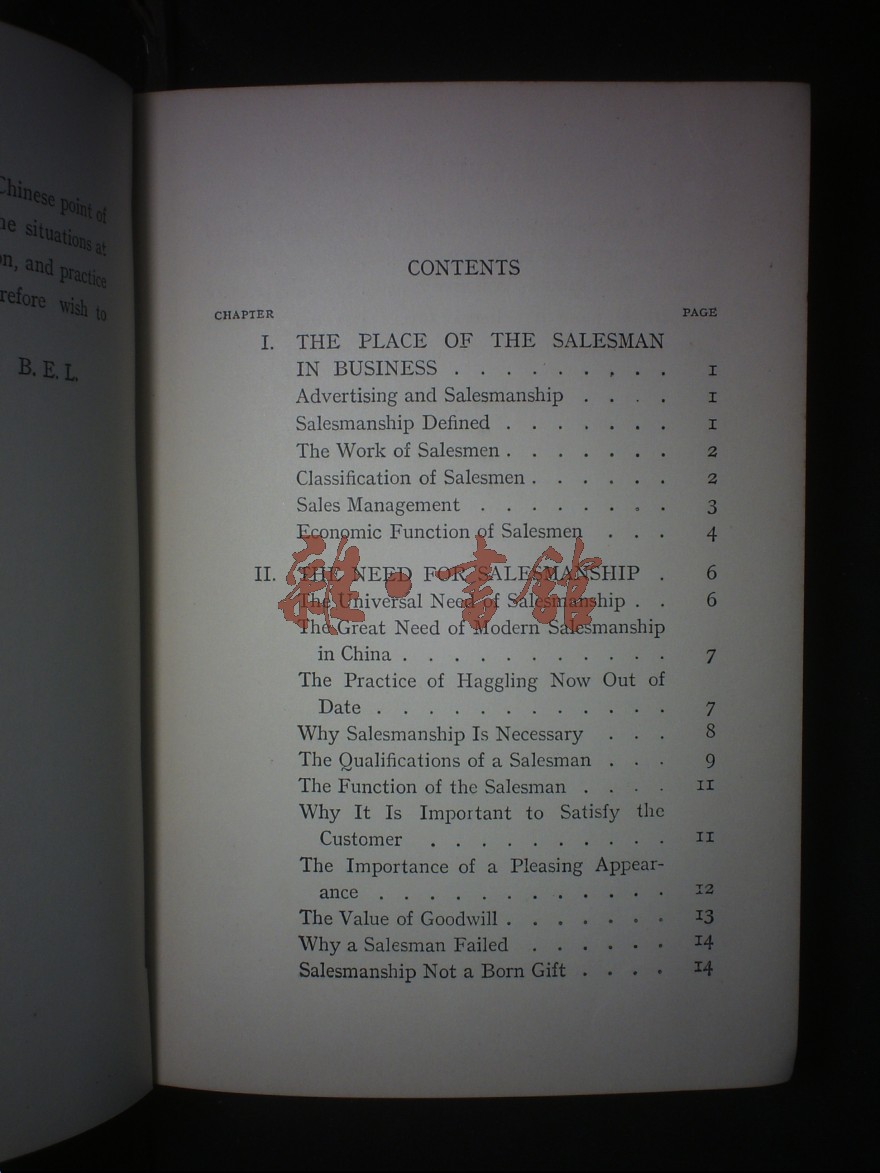 Chinese point of
situations at
and practice
wish to
B. E. L.
CONTENTS
CHAPTER PAGE
I. THE PLACE OF THE SALESMAN
IN BUSINESS . . . . . . . . . 1
Advertising and Salesmanship . . . . 1
Salesmanship Defined . . . . . . . 1
The Work of Salesmen . . . . . . . 2
Classification of Salesmen . . . . . . 2
Sales Management . . . . . . . . 3
Economic Function of Salesmen . . . 4
II. THE NEED FOR SALESMANSHIP . 6
The Universal Need of Salesmanship . . 6
The Great Need of Modern Salesmanship
in China . . . . . . . . . . . 7
The Practice of Haggling Now Out of
Date . . . . . . . . . . . . 7
Why Salesmanship Is Necessary . . . 8
The Qualifications of a Salesman . . . 9
The Function of the Salesman . . . . 11
Why It Is Important to Satisfy the
Customer . . . . . . . . . . 11
The Importance of a Pleasing Appear-
ance . . . . . . . . . . . . 12
The Value of Goodwill . . . . . . . 13
Why a Salesman Failed . . . . . . 14
Salesmanship Not a Born Gift . . . . 14
雜·書館